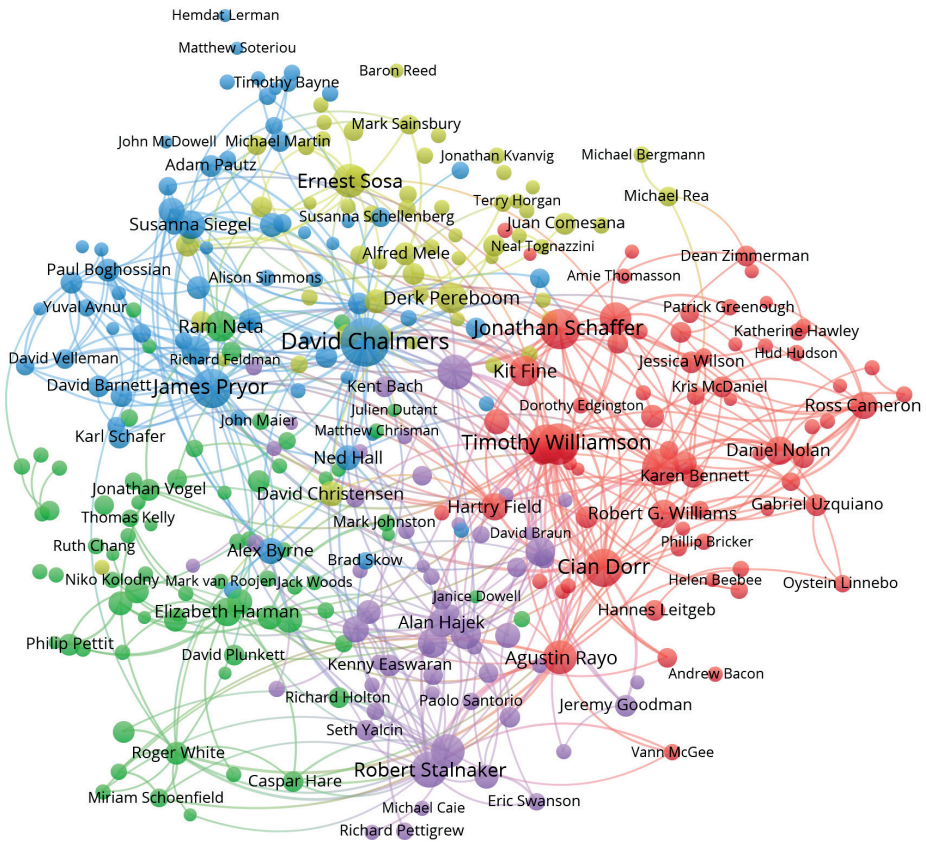 Hemdat Lerman
Matthew Soteriou
Baron Reed
Timothy Bayne
Mark Sainsbury
John McDowell
Michael Martin
Jonathan Kvanvig
Michael Bergmann
Adam Pautz
Ernest Sosa
Michael Rea
Terry Horgan
Susanna Siegel
Susanna Schellenberg
Juan Comesana
Neal Tognazzini
Alfred Mele
Dean Zimmerman
Paul Boghossian
Alison Simmons
Amie Thomasson
Derk Pereboom
Yuval Avnur
Patrick Greenough
Ram Neta
Jonathan Schaffer
Katherine Hawley
David Chalmers
Hud Hudson
David Velleman
Richard Feldman
Jessica Wilson
Kit Fine
David Barnett
James Pryor
Kent Bach
Kris McDaniel
Dorothy Edgington
Ross Cameron
Julien Dutant
John Maier
Matthew Chrisman
Karl Schafer
Timothy Williamson
Daniel Nolan
Ned Hall
Karen Bennett
Jonathan Vogel
David Christensen
Gabriel Uzquiano
Hartry Field
Robert G. Williams
Thomas Kelly
Mark Johnston
David Braun
Phillip Bricker
Ruth Chang
Alex Byrne
Brad Skow
Cian Dorr
Niko Kolodny
Mark van Roojen
Jack Woods
Helen Beebee
Oystein Linnebo
Janice Dowell
Elizabeth Harman
Hannes Leitgeb
Alan Hajek
Philip Pettit
David Plunkett
Kenny Easwaran
Agustin Rayo
Andrew Bacon
Richard Holton
Paolo Santorio
Jeremy Goodman
Seth Yalcin
Roger White
Vann McGee
Robert Stalnaker
Caspar Hare
Miriam Schoenfield
Michael Caie
Eric Swanson
Richard Pettigrew